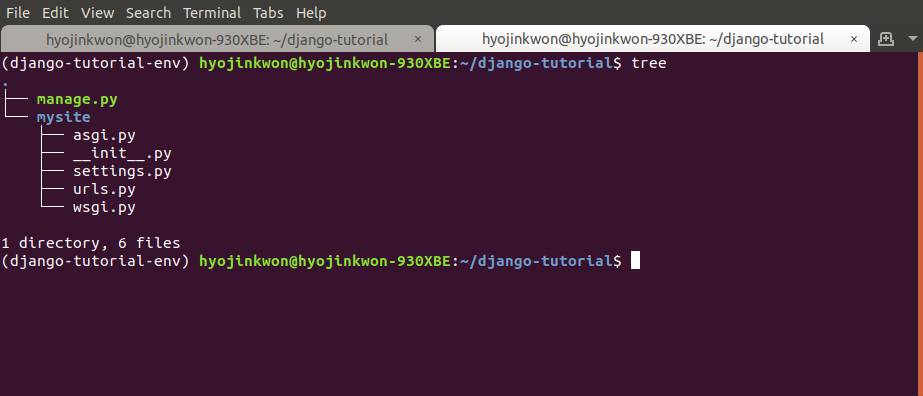 File Edit View Search Terminal Tabs Help
hyojinkwon@hyojinkwon-930XBE: ~/django-tutorial × hyojinkwon@hyojinkwon-930XBE: ~/django-tutorial ×
(django-tutorial-env) hyojinkwon@hyojinkwon-930XBE:~/django-tutorial$ tree
.
├── manage.py
└── mysite
    ├── asgi.py
    ├── __init__.py
    ├── settings.py
    ├── urls.py
    └── wsgi.py
1 directory, 6 files
(django-tutorial-env) hyojinkwon@hyojinkwon-930XBE:~/django-tutorial$